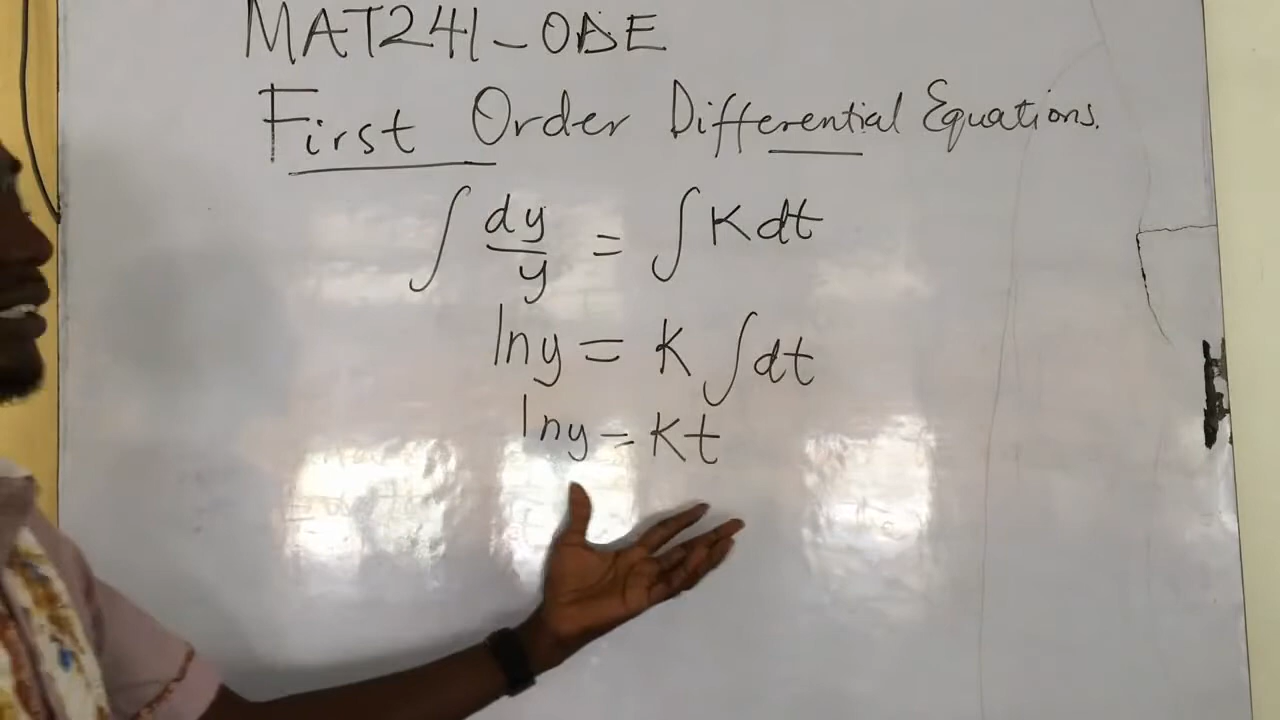 MAT241-ODE
First Order Differential Equations.
∫ dy/y = ∫ K dt
ln y = K ∫ dt
ln y = Kt